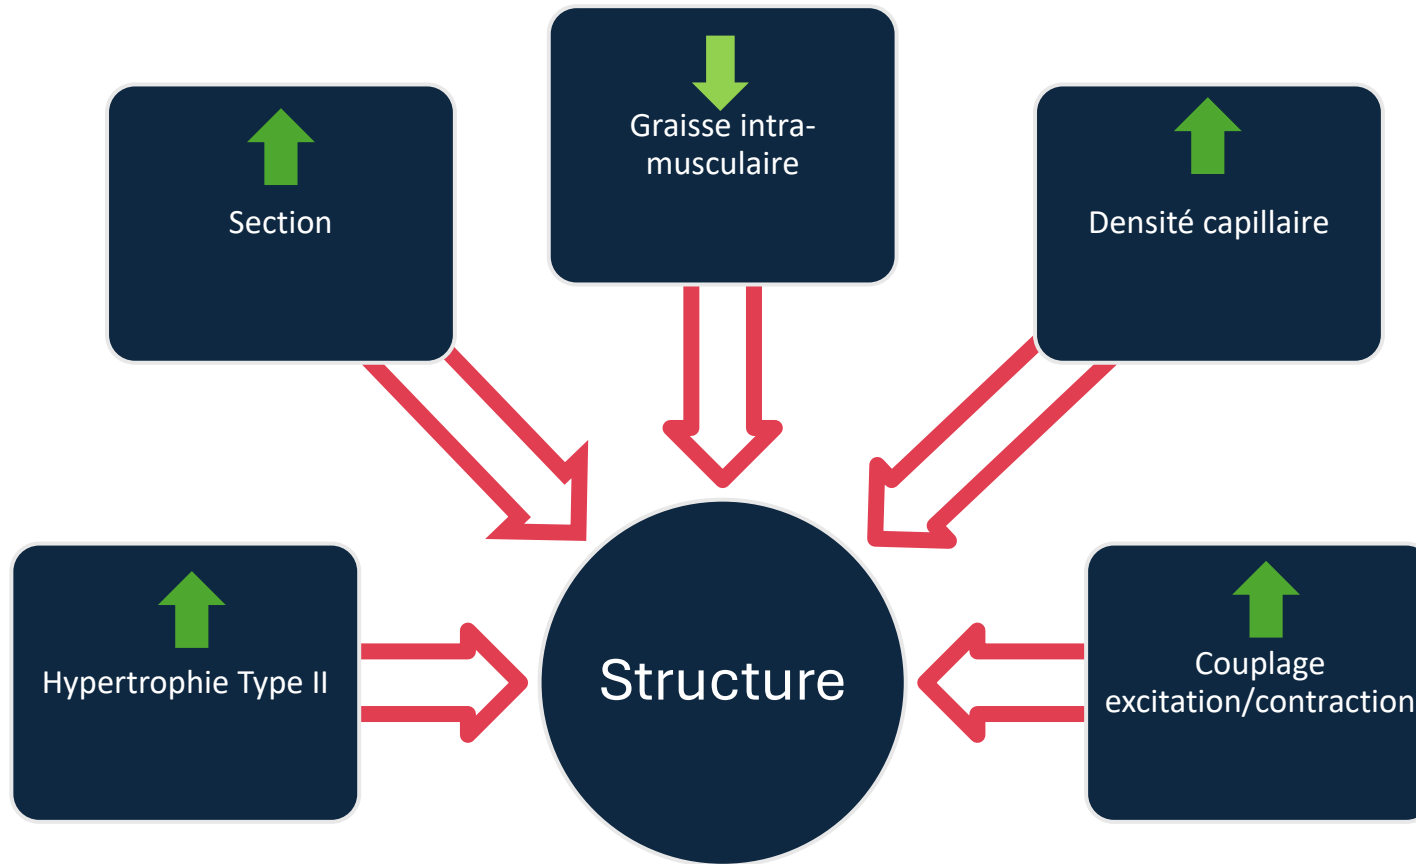 Graisse intra-
musculaire
Section
Densité capillaire
Hypertrophie Type II
Structure
Couplage
excitation/contraction